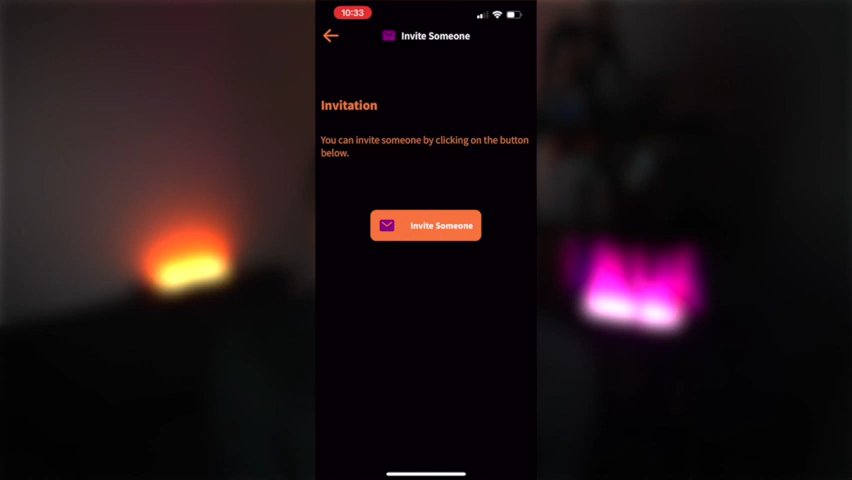 10:33
Invite Someone
Invitation
You can invite someone by clicking on the button
below.
Invite Someone